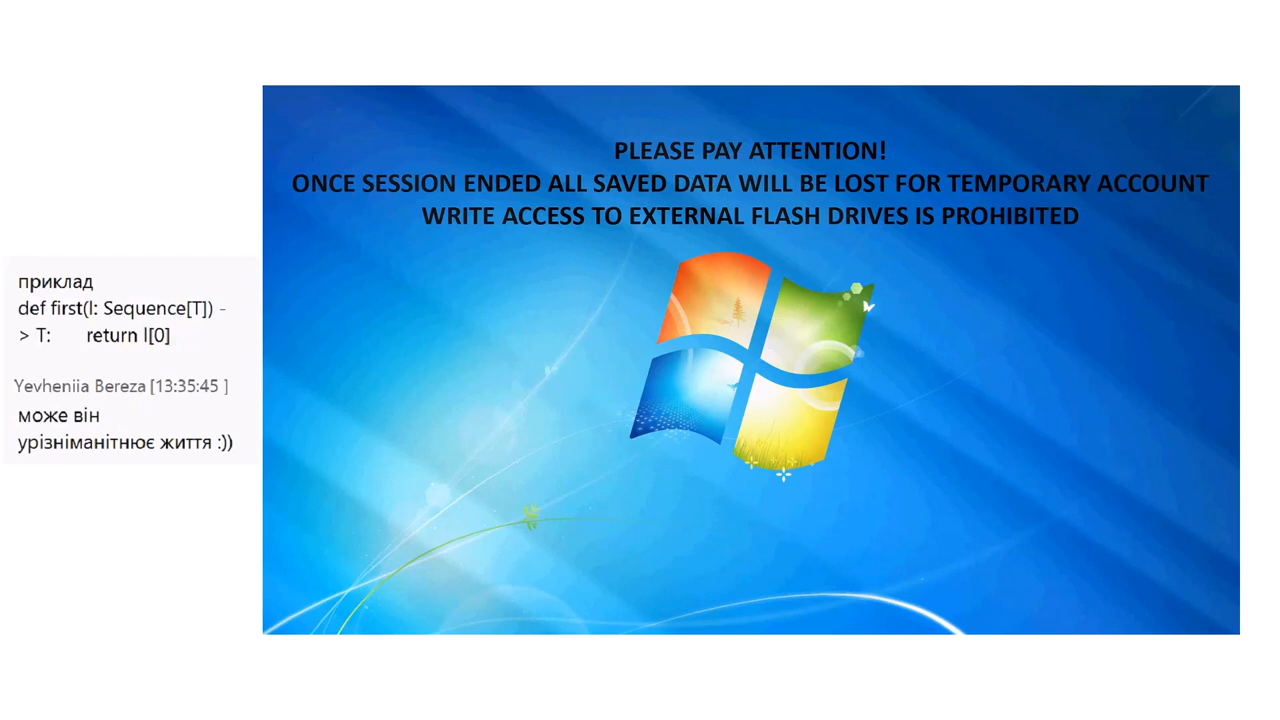 приклад
def first(l: Sequence[T]) -
> T: return l[0]
Yevheniia Bereza [13:35:45 ]
може він
урізніманітнює життя :))
PLEASE PAY ATTENTION!
ONCE SESSION ENDED ALL SAVED DATA WILL BE LOST FOR TEMPORARY ACCOUNT
WRITE ACCESS TO EXTERNAL FLASH DRIVES IS PROHIBITED